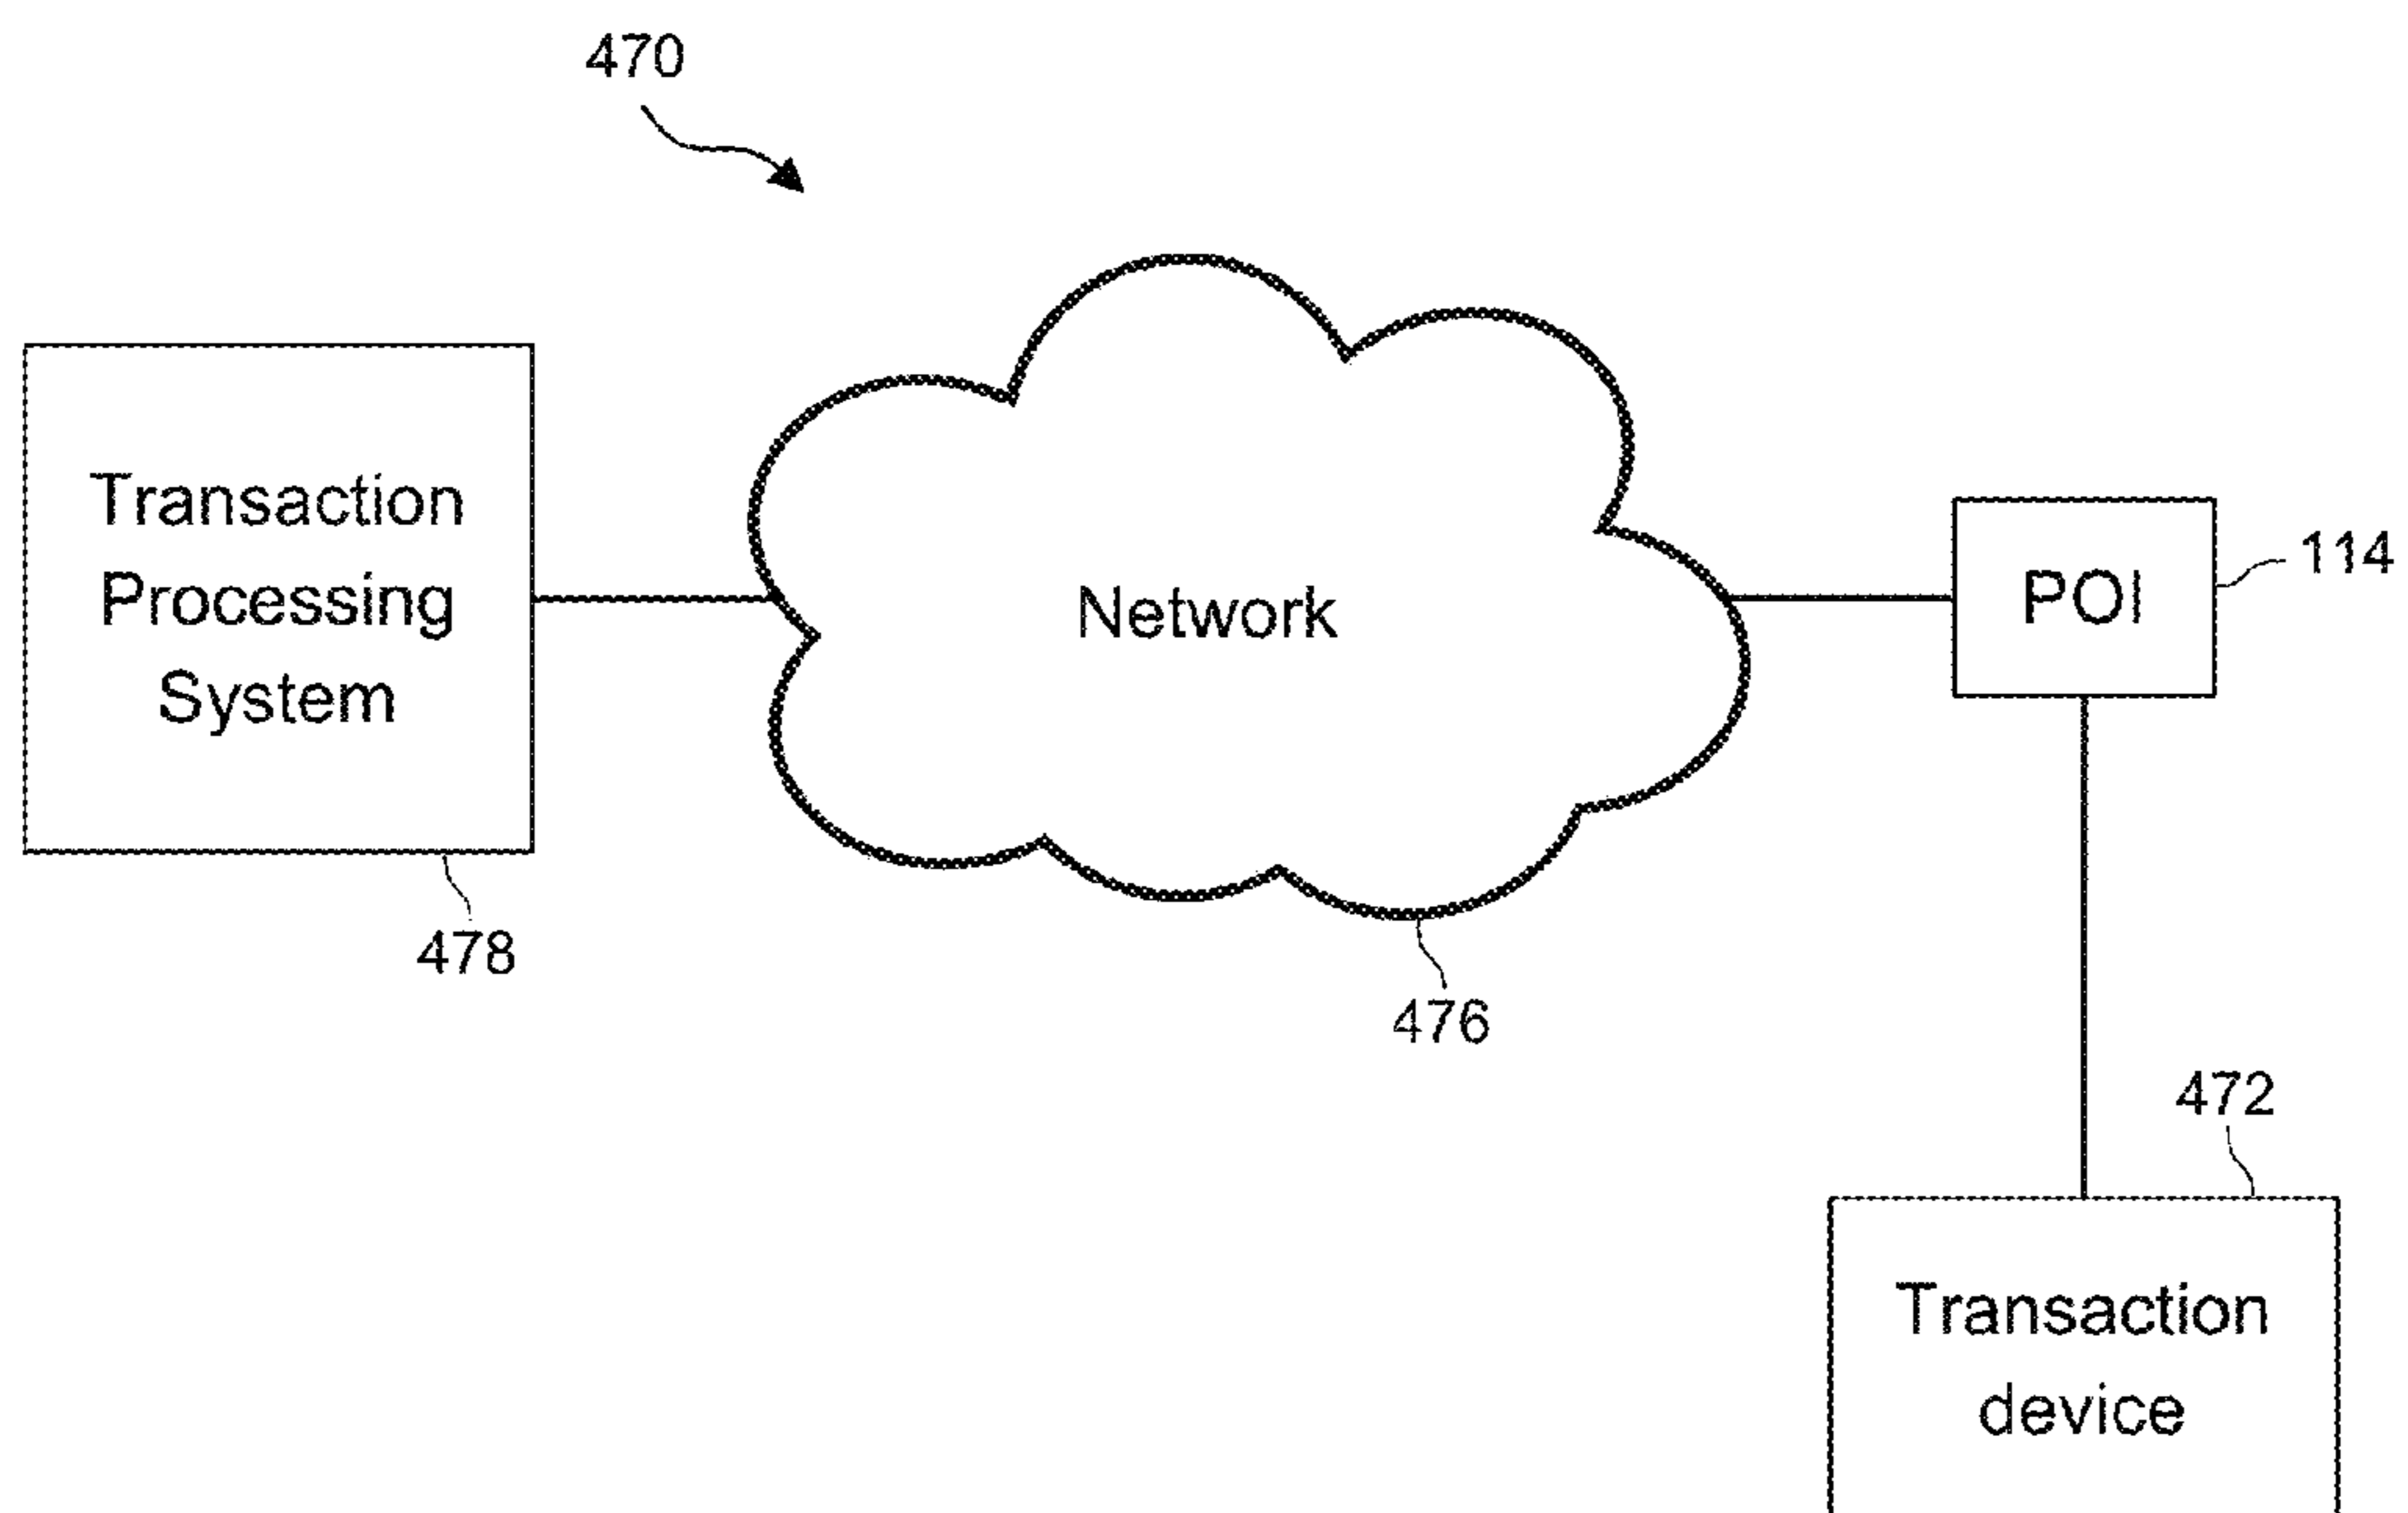 470
Transaction
Processing
System
Network
POI
114
478
476
472
Transaction
device